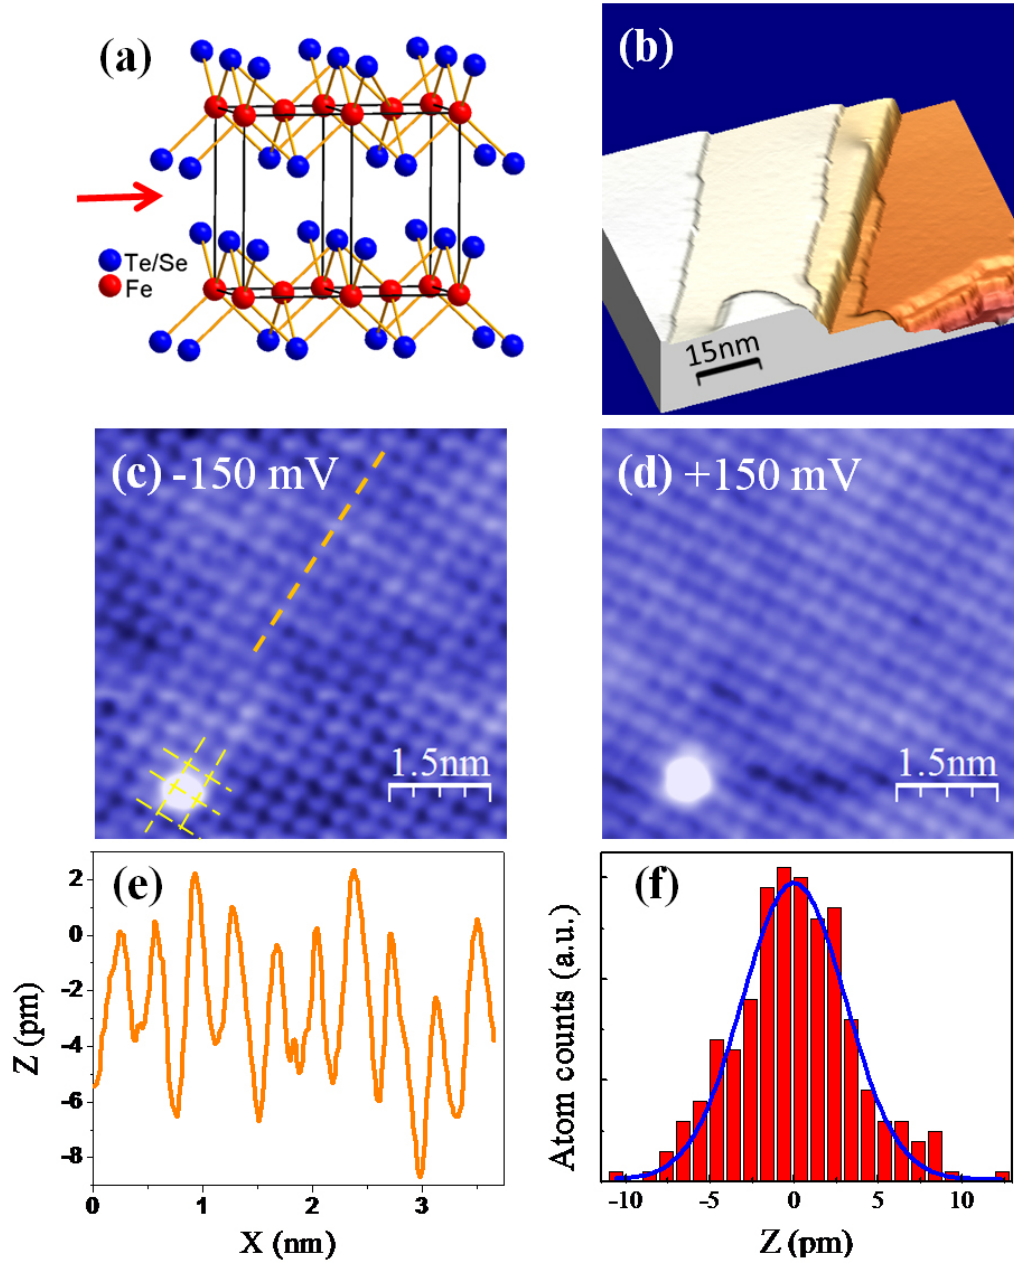 (a)
Te/Se
Fe
(b)
15nm
(c) -150 mV
1.5nm
(d) +150 mV
1.5nm
(e)
2
0
-2
-4
-6
-8
Z (pm)
0 1 2 3
X (nm)
(f)
Atom counts (a.u.)
-10 -5 0 5 10
Z (pm)